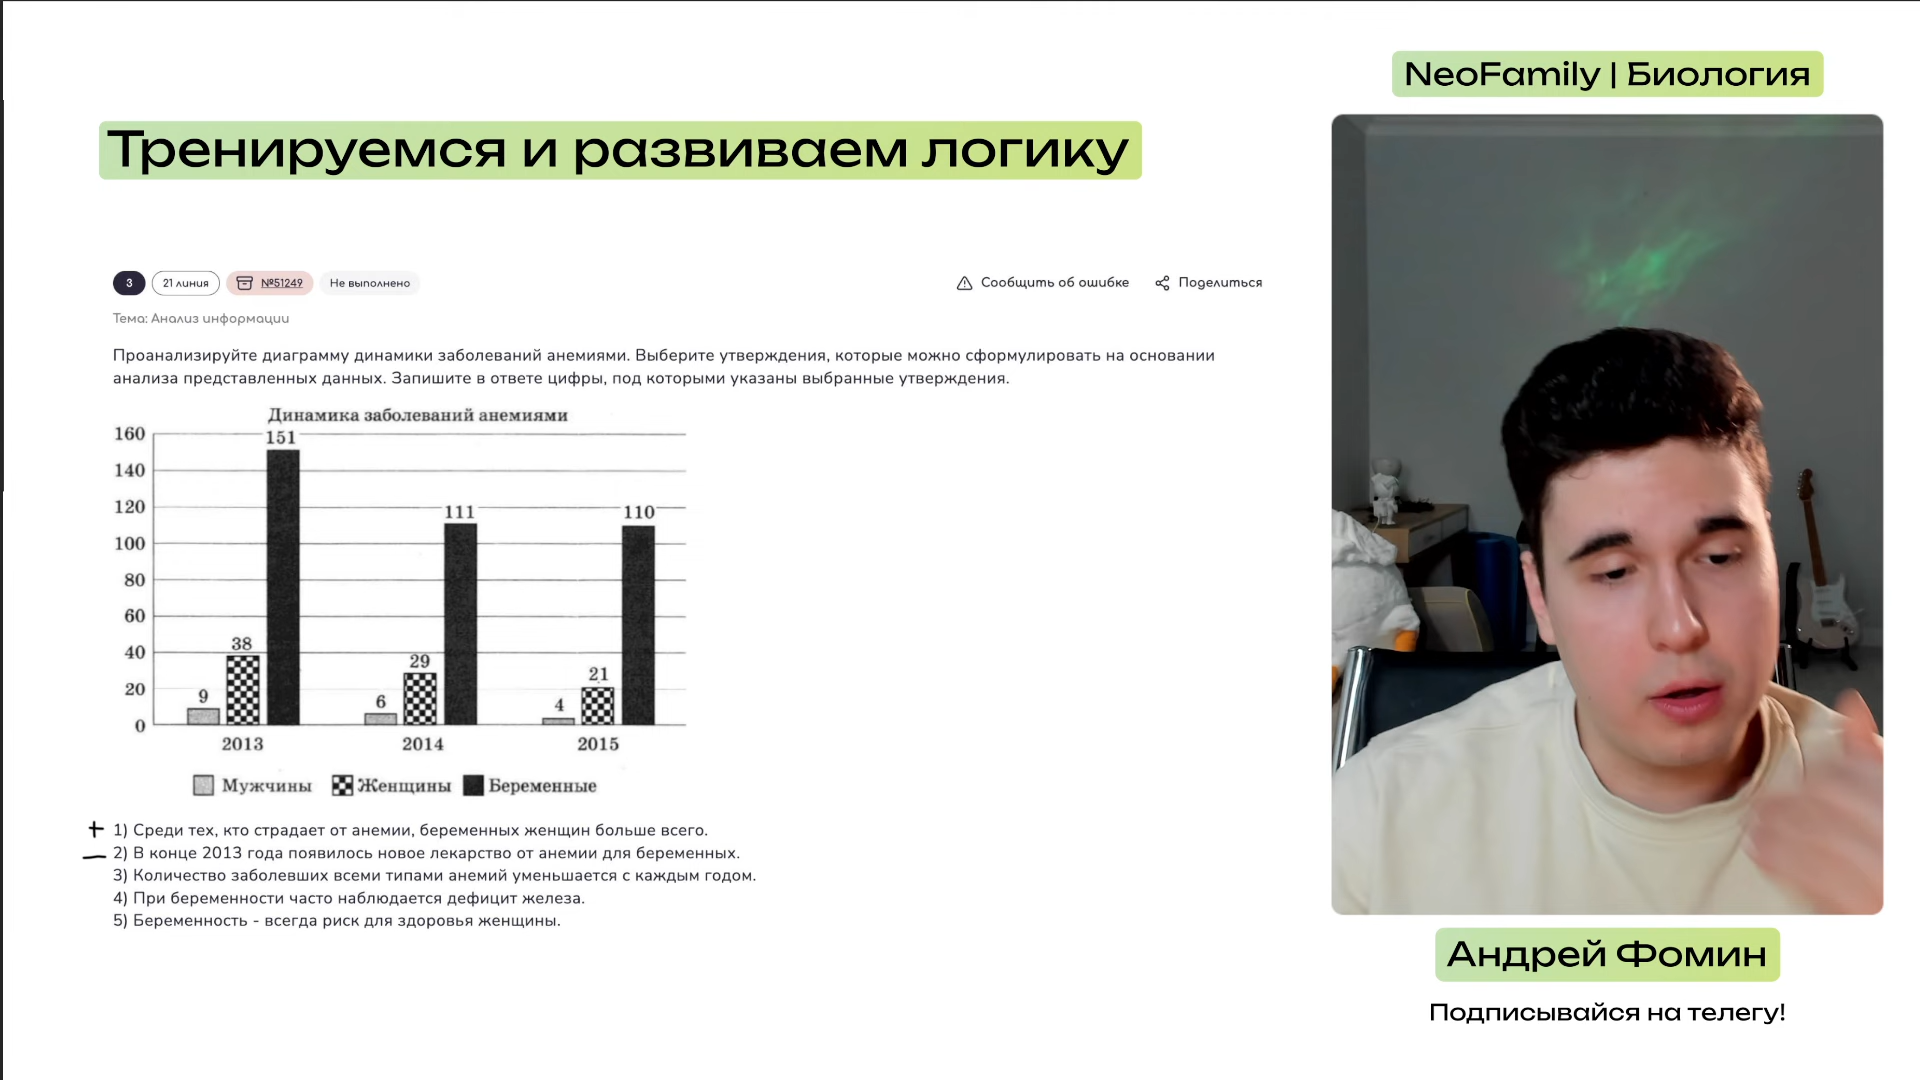 NeoFamily | Биология
Тренируемся и развиваем логику
3
21 линия
№51249
Не выполнено
Сообщить об ошибке
Поделиться
Тема: Анализ информации
Проанализируйте диаграмму динамики заболеваний анемиями. Выберите утверждения, которые можно сформулировать на основании
анализа представленных данных. Запишите в ответе цифры, под которыми указаны выбранные утверждения.
Динамика заболеваний анемиями
160
140
120
100
80
60
40
20
0
9
38
151
6
29
111
4
21
110
2013
2014
2015
Мужчины
Женщины
Беременные
+ 1) Среди тех, кто страдает от анемии, беременных женщин больше всего.
— 2) В конце 2013 года появилось новое лекарство от анемии для беременных.
3) Количество заболевших всеми типами анемий уменьшается с каждым годом.
4) При беременности часто наблюдается дефицит железа.
5) Беременность - всегда риск для здоровья женщины.
Андрей Фомин
Подписывайся на телегу!